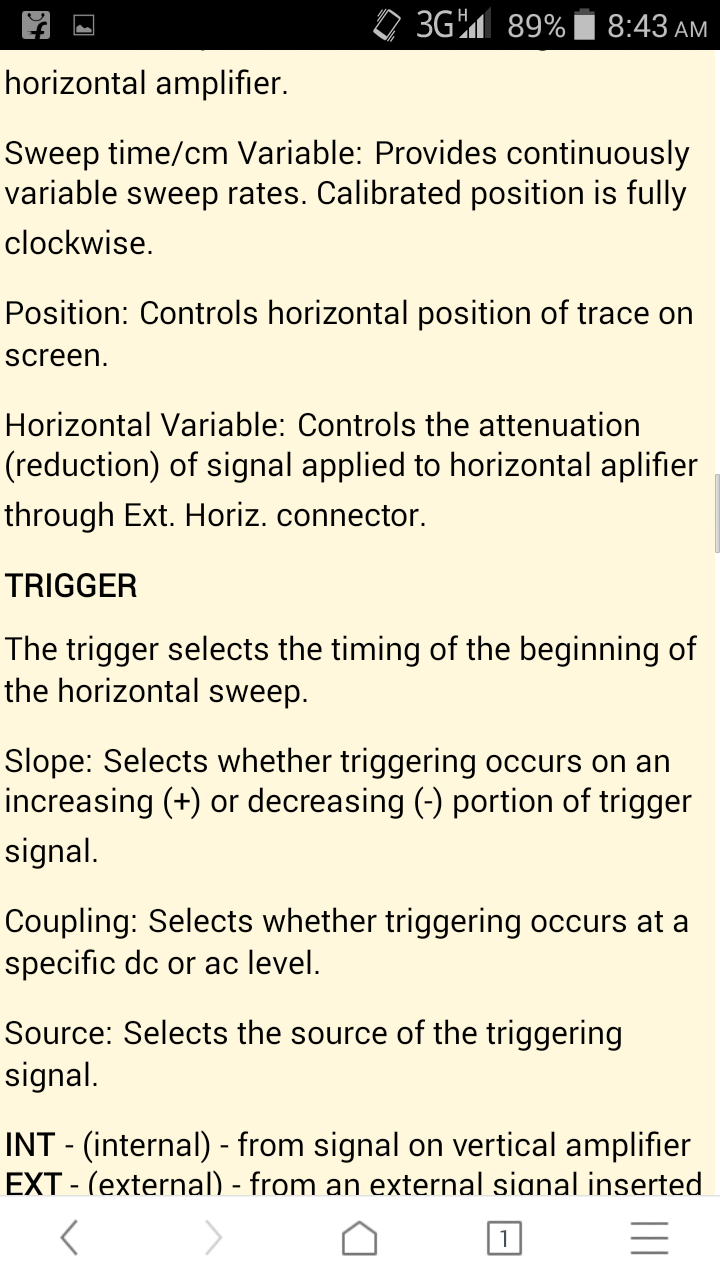 3G H 89% 8:43 AM
horizontal amplifier.
Sweep time/cm Variable: Provides continuously
variable sweep rates. Calibrated position is fully
clockwise.
Position: Controls horizontal position of trace on
screen.
Horizontal Variable: Controls the attenuation
(reduction) of signal applied to horizontal aplifier
through Ext. Horiz. connector.
TRIGGER
The trigger selects the timing of the beginning of
the horizontal sweep.
Slope: Selects whether triggering occurs on an
increasing (+) or decreasing (-) portion of trigger
signal.
Coupling: Selects whether triggering occurs at a
specific dc or ac level.
Source: Selects the source of the triggering
signal.
INT - (internal) - from signal on vertical amplifier
EXT - (external) - from an external signal inserted
1